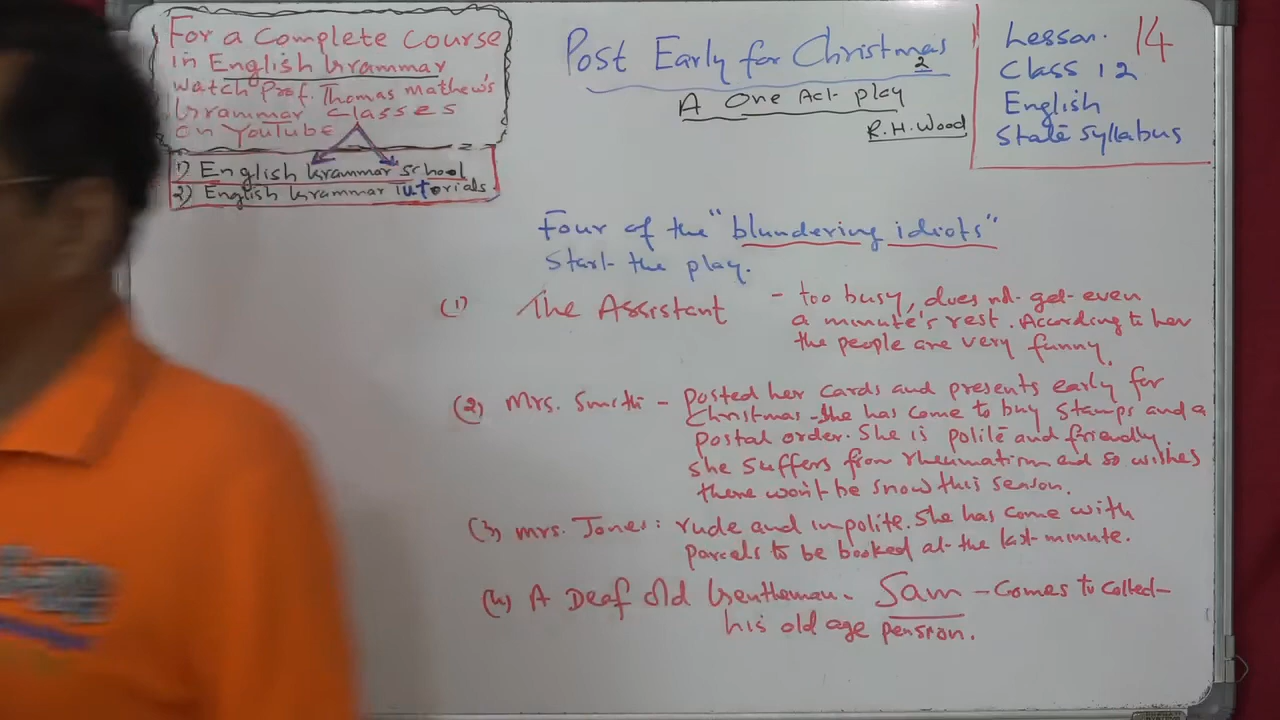 For a Complete Course
in English Grammar
watch Prof. Thomas Mathew's
Grammar Classes
on YouTube
1) English Grammar school
2) English Grammar Tutorials.
Post Early for Christmas
2
A One Act play
R.H. Wood
Lesson. 14
Class 12
English
State Syllabus
Four of the "blundering idiots"
Start the play.
(1) The Assistant - too busy, does not get even
a minute's rest. According to her
the people are very funny.
(2) Mrs. Smith - posted her cards and presents early for
Christmas - She has come to buy stamps and a
postal order. She is polite and friendly.
she suffers from rheumatism and so wishes
there won't be snow this season.
(3) Mrs. Jones: rude and impolite. She has come with
parcels to be booked at the last minute.
(4) A Deaf old Gentleman - Sam - Comes to collect
his old age pension.